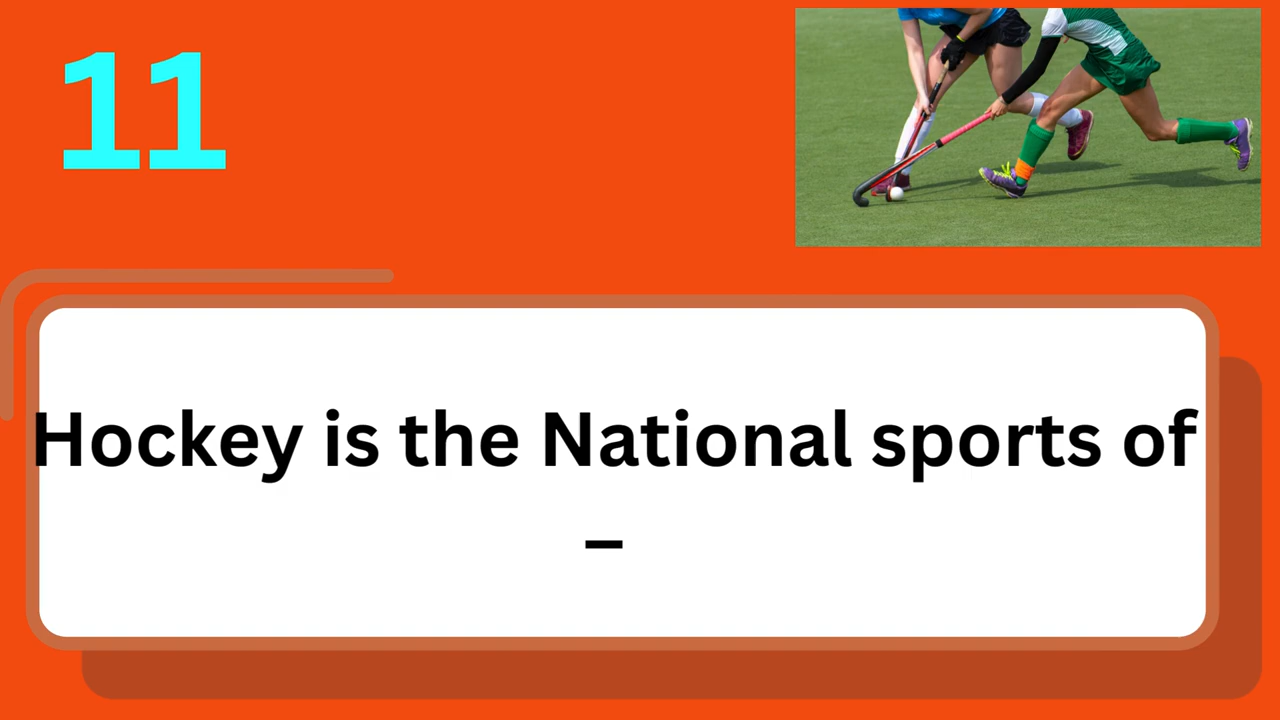 11
Hockey is the National sports of
–